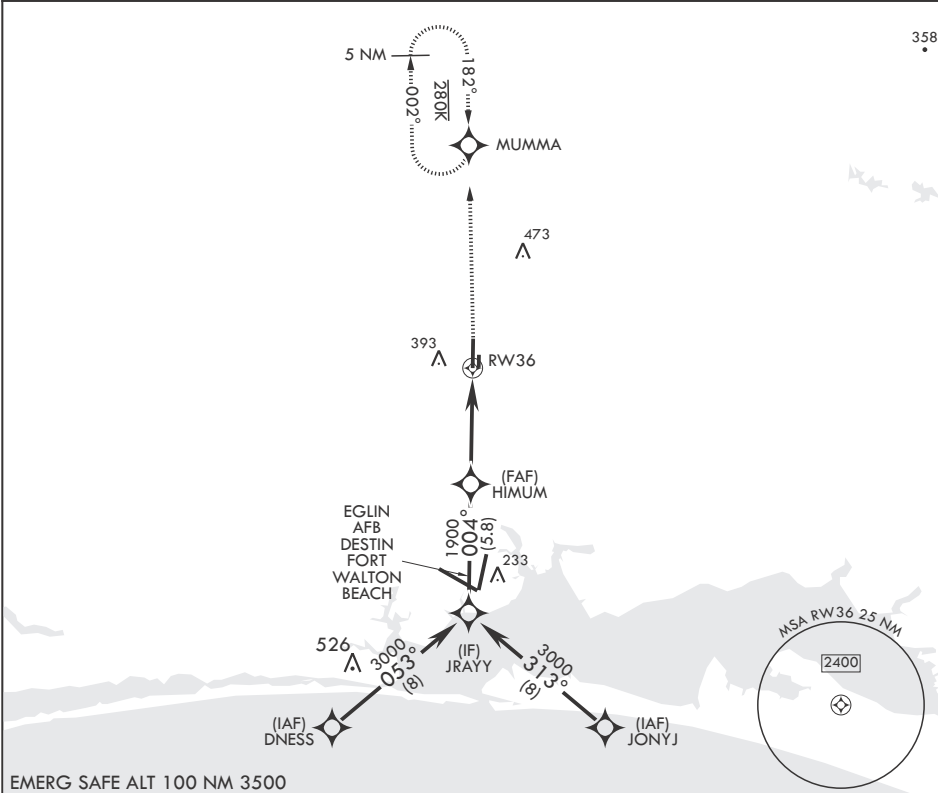 358
5 NM
182°
002°
280K
MUMMA
473
393
RW36
(FAF)
HIMUM
EGLIN
AFB
DESTIN
FORT
WALTON
BEACH
1900
004°
(5.8)
233
MSA RW36 25 NM
2400
526
3000
053°
(8)
(IF)
JRAYY
3000
313°
(8)
(IAF)
DNESS
(IAF)
JONYJ
EMERG SAFE ALT 100 NM 3500